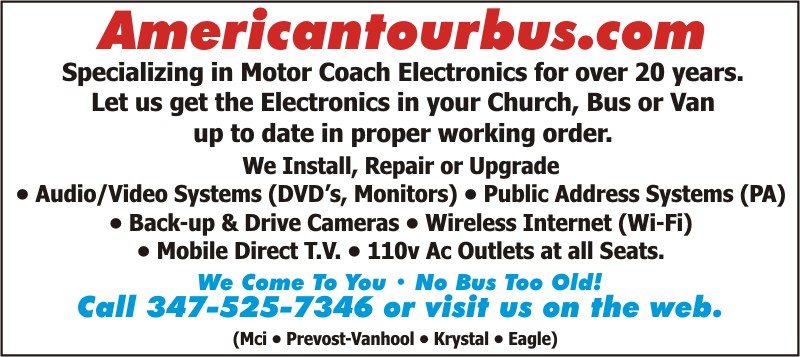 Americantourbus.com
Specializing in Motor Coach Electronics for over 20 years.
Let us get the Electronics in your Church, Bus or Van
up to date in proper working order.
We Install, Repair or Upgrade
• Audio/Video Systems (DVD's, Monitors) • Public Address Systems (PA)
• Back-up & Drive Cameras • Wireless Internet (Wi-Fi)
• Mobile Direct T.V. • 110v Ac Outlets at all Seats.
We Come To You • No Bus Too Old!
Call 347-525-7346 or visit us on the web.
(Mci • Prevost-Vanhool • Krystal • Eagle)